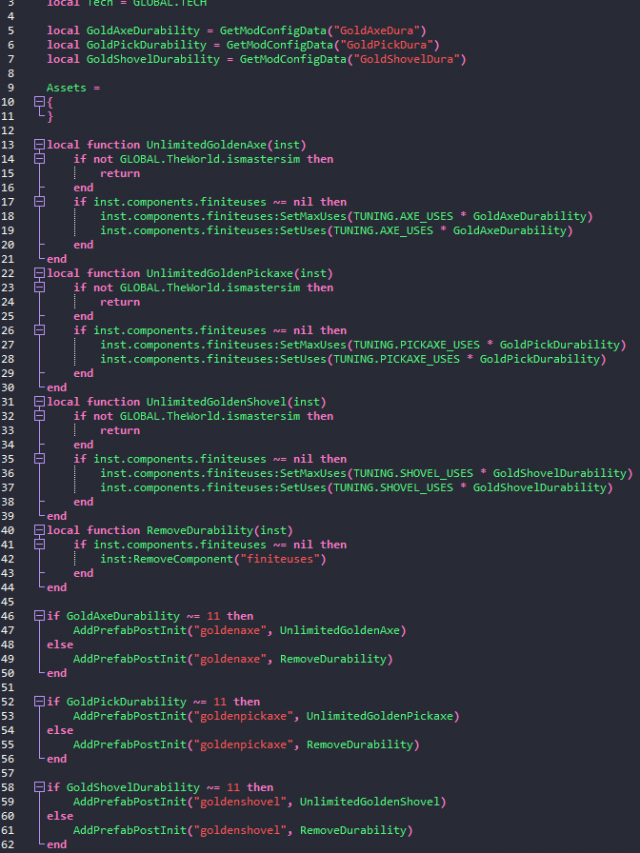 3 local Tech = GLOBAL.TECH
4
5 local GoldAxeDurability = GetModConfigData("GoldAxeDura")
6 local GoldPickDurability = GetModConfigData("GoldPickDura")
7 local GoldShovelDurability = GetModConfigData("GoldShovelDura")
8
9 Assets =
10 {
11 }
12
13 local function UnlimitedGoldenAxe(inst)
14 if not GLOBAL.TheWorld.ismastersim then
15 return
16 end
17 if inst.components.finiteuses ~= nil then
18 inst.components.finiteuses:SetMaxUses(TUNING.AXE_USES * GoldAxeDurability)
19 inst.components.finiteuses:SetUses(TUNING.AXE_USES * GoldAxeDurability)
20 end
21 end
22 local function UnlimitedGoldenPickaxe(inst)
23 if not GLOBAL.TheWorld.ismastersim then
24 return
25 end
26 if inst.components.finiteuses ~= nil then
27 inst.components.finiteuses:SetMaxUses(TUNING.PICKAXE_USES * GoldPickDurability)
28 inst.components.finiteuses:SetUses(TUNING.PICKAXE_USES * GoldPickDurability)
29 end
30 end
31 local function UnlimitedGoldenShovel(inst)
32 if not GLOBAL.TheWorld.ismastersim then
33 return
34 end
35 if inst.components.finiteuses ~= nil then
36 inst.components.finiteuses:SetMaxUses(TUNING.SHOVEL_USES * GoldShovelDurability)
37 inst.components.finiteuses:SetUses(TUNING.SHOVEL_USES * GoldShovelDurability)
38 end
39 end
40 local function RemoveDurability(inst)
41 if inst.components.finiteuses ~= nil then
42 inst:RemoveComponent("finiteuses")
43 end
44 end
45
46 if GoldAxeDurability ~= 11 then
47 AddPrefabPostInit("goldenaxe", UnlimitedGoldenAxe)
48 else
49 AddPrefabPostInit("goldenaxe", RemoveDurability)
50 end
51
52 if GoldPickDurability ~= 11 then
53 AddPrefabPostInit("goldenpickaxe", UnlimitedGoldenPickaxe)
54 else
55 AddPrefabPostInit("goldenpickaxe", RemoveDurability)
56 end
57
58 if GoldShovelDurability ~= 11 then
59 AddPrefabPostInit("goldenshovel", UnlimitedGoldenShovel)
60 else
61 AddPrefabPostInit("goldenshovel", RemoveDurability)
62 end